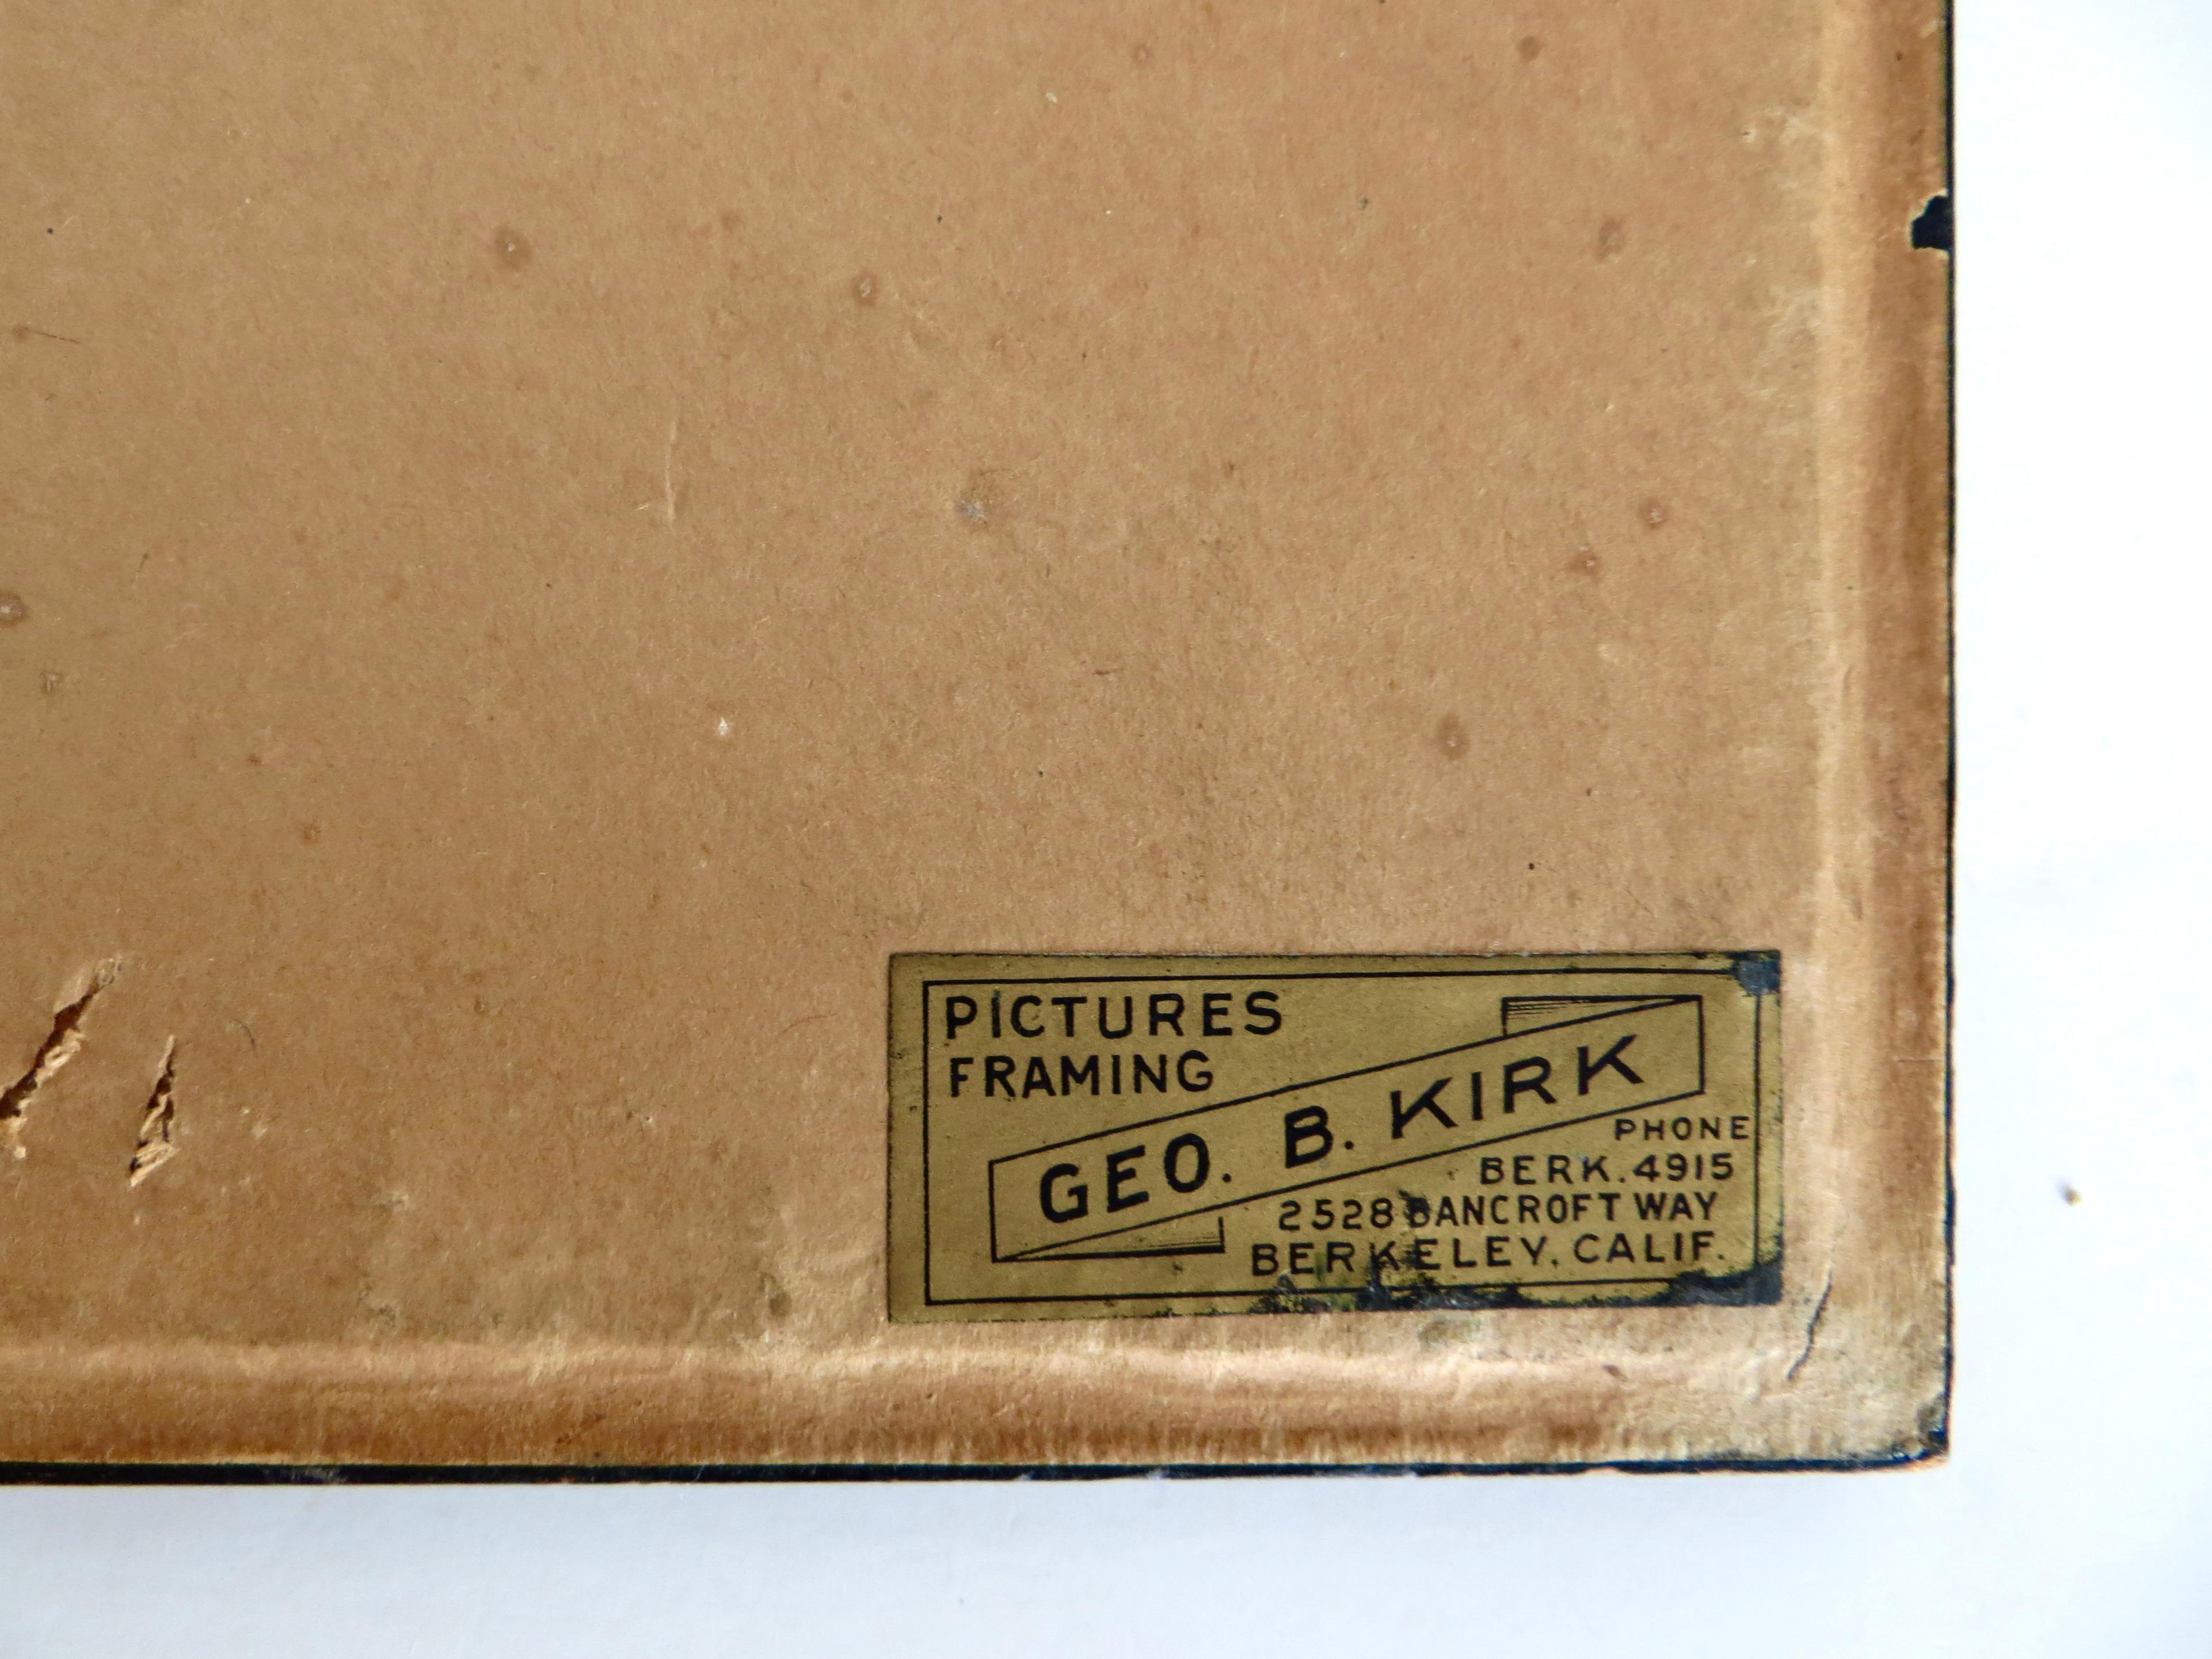 PICTURES
FRAMING
GEO. B. KIRK
PHONE
BERK. 4915
2528 BANCROFT WAY
BERKELEY, CALIF.